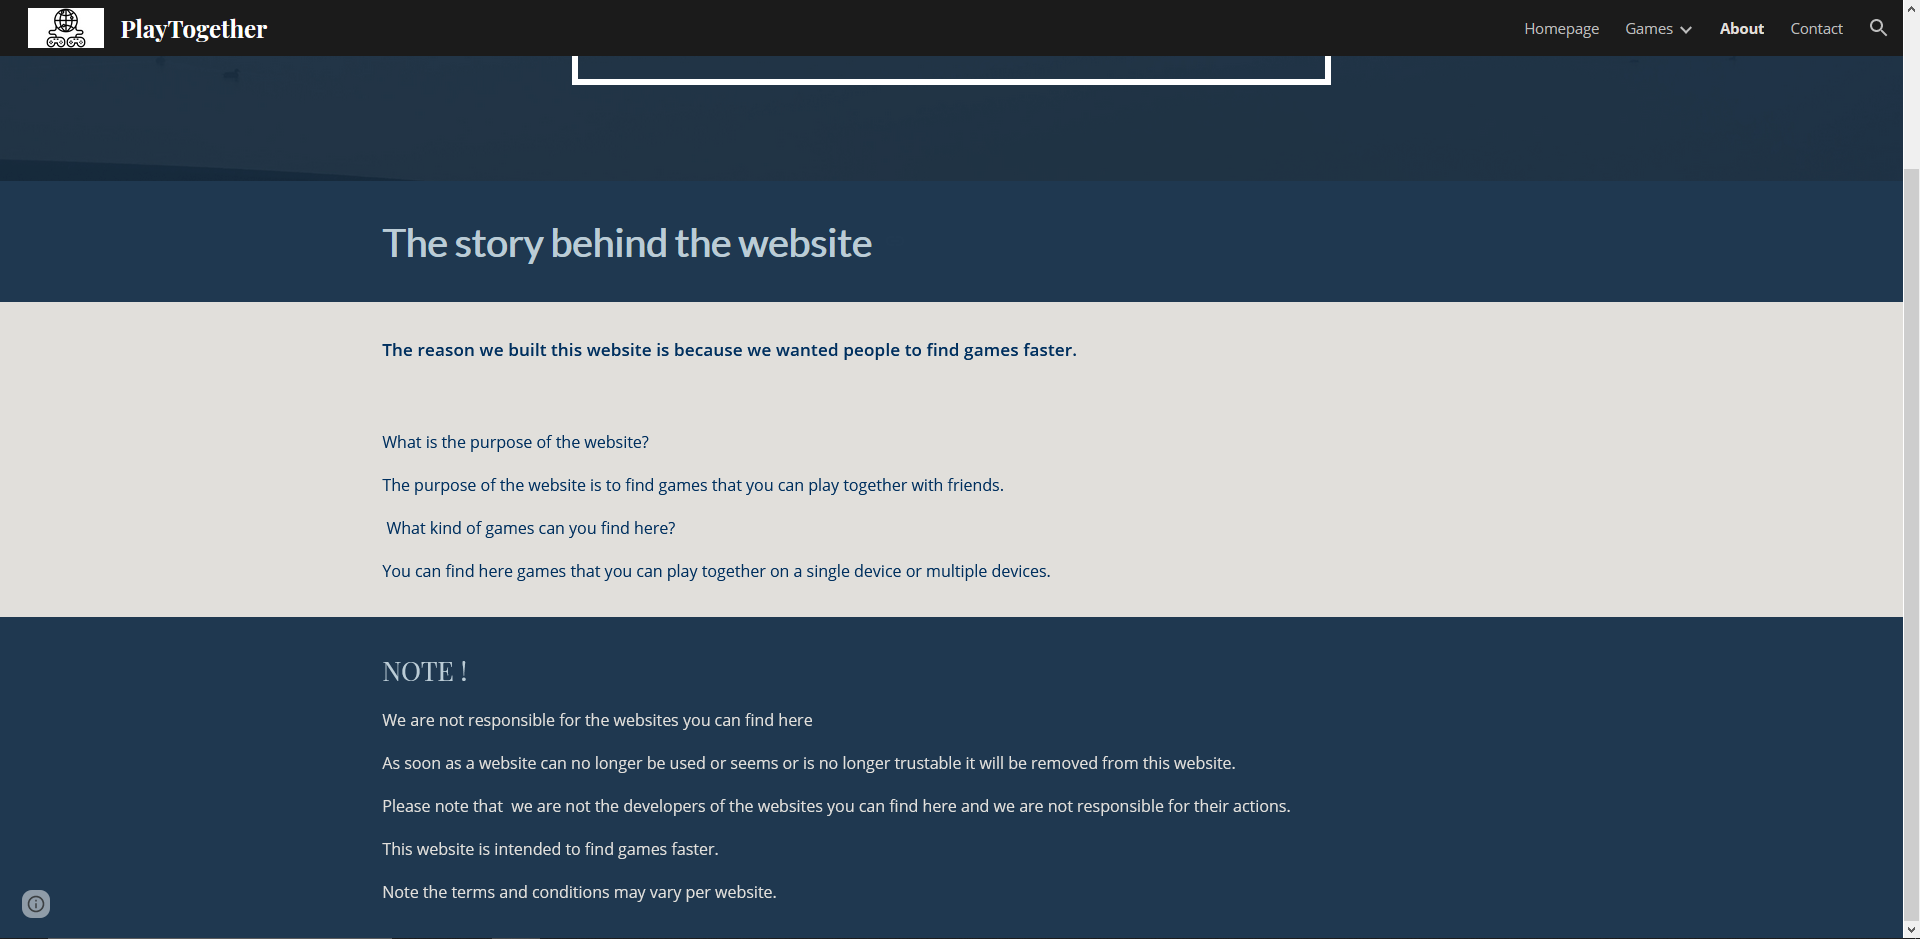 PlayTogether
Homepage Games About Contact
The story behind the website
The reason we built this website is because we wanted people to find games faster.
What is the purpose of the website?
The purpose of the website is to find games that you can play together with friends.
What kind of games can you find here?
You can find here games that you can play together on a single device or multiple devices.
NOTE !
We are not responsible for the websites you can find here
As soon as a website can no longer be used or seems or is no longer trustable it will be removed from this website.
Please note that  we are not the developers of the websites you can find here and we are not responsible for their actions.
This website is intended to find games faster.
Note the terms and conditions may vary per website.